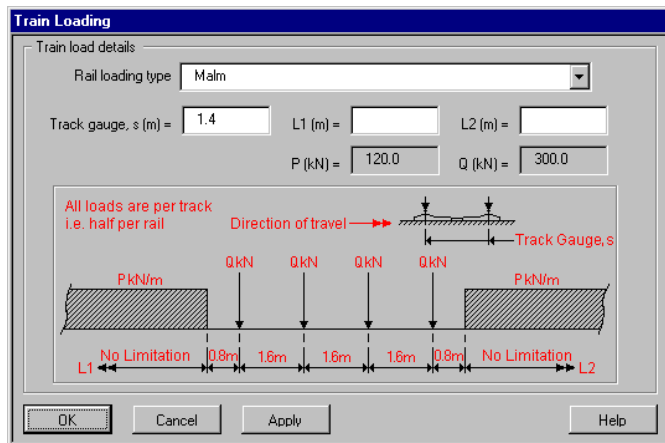 Train Loading
Train load details
Rail loading type Malm
Track gauge, s (m) = 1.4 L1 (m) = L2 (m) =
P (kN) = 120.0 Q (kN) = 300.0
All loads are per track
i.e. half per rail
Direction of travel
Track Gauge,s
QkN QkN QkN QkN
PkN/m PkN/m
No Limitation 0.8m 1.6m 1.6m 1.6m 0.8m No Limitation
L1 L2
OK Cancel Apply Help